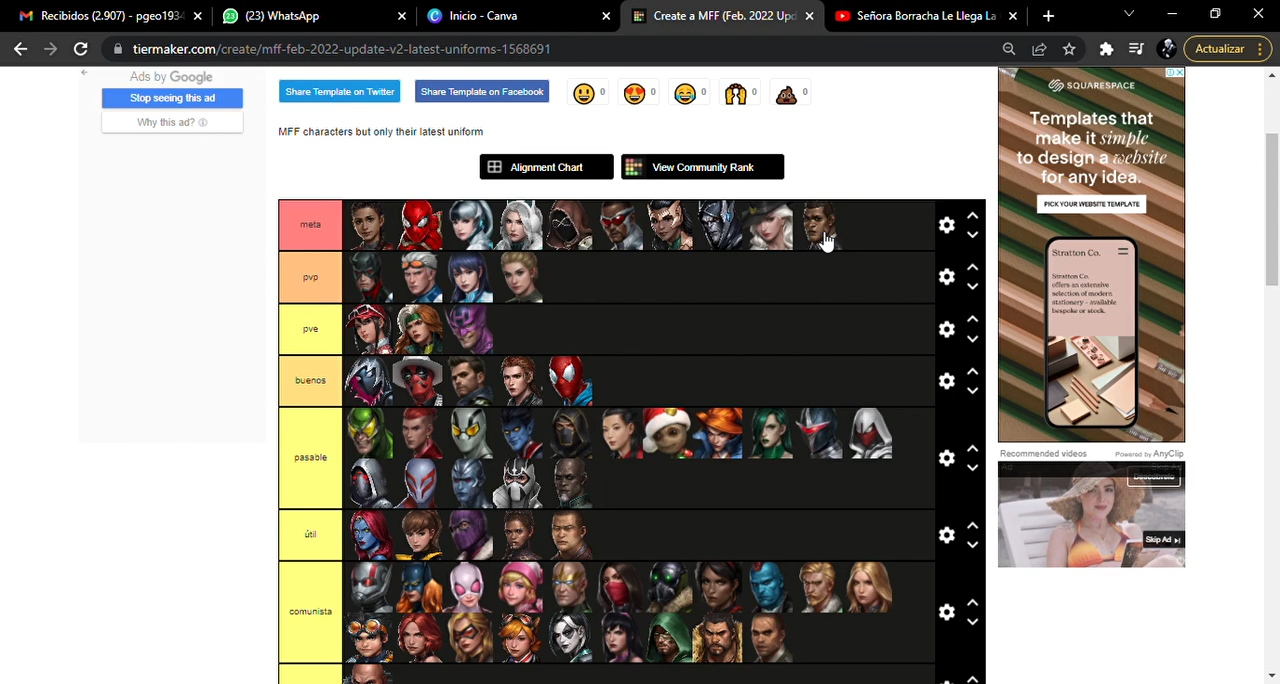 Recibidos (2.907) - pgeo1934
(23) WhatsApp
Inicio - Canva
Create a MFF (Feb. 2022 Upd
Señora Borracha Le Llega La
tiermaker.com/create/mff-feb-2022-update-v2-latest-uniforms-1568691
Actualizar
Ads by Google
Stop seeing this ad
Why this ad?
Share Template on Twitter
Share Template on Facebook
0
0
0
0
0
MFF characters but only their latest uniform
Alignment Chart
View Community Rank
meta
pvp
pve
buenos
pasable
útil
comunista
SQUARESPACE
Templates that
make it simple
to design a website
for any idea.
PICK YOUR WEBSITE TEMPLATE
Stratton Co.
Stratton Co.
offers an extensive
selection of modern
stationery - available
bespoke or stock.
Recommended videos
Powered by AnyClip
Ad
Skip Ad